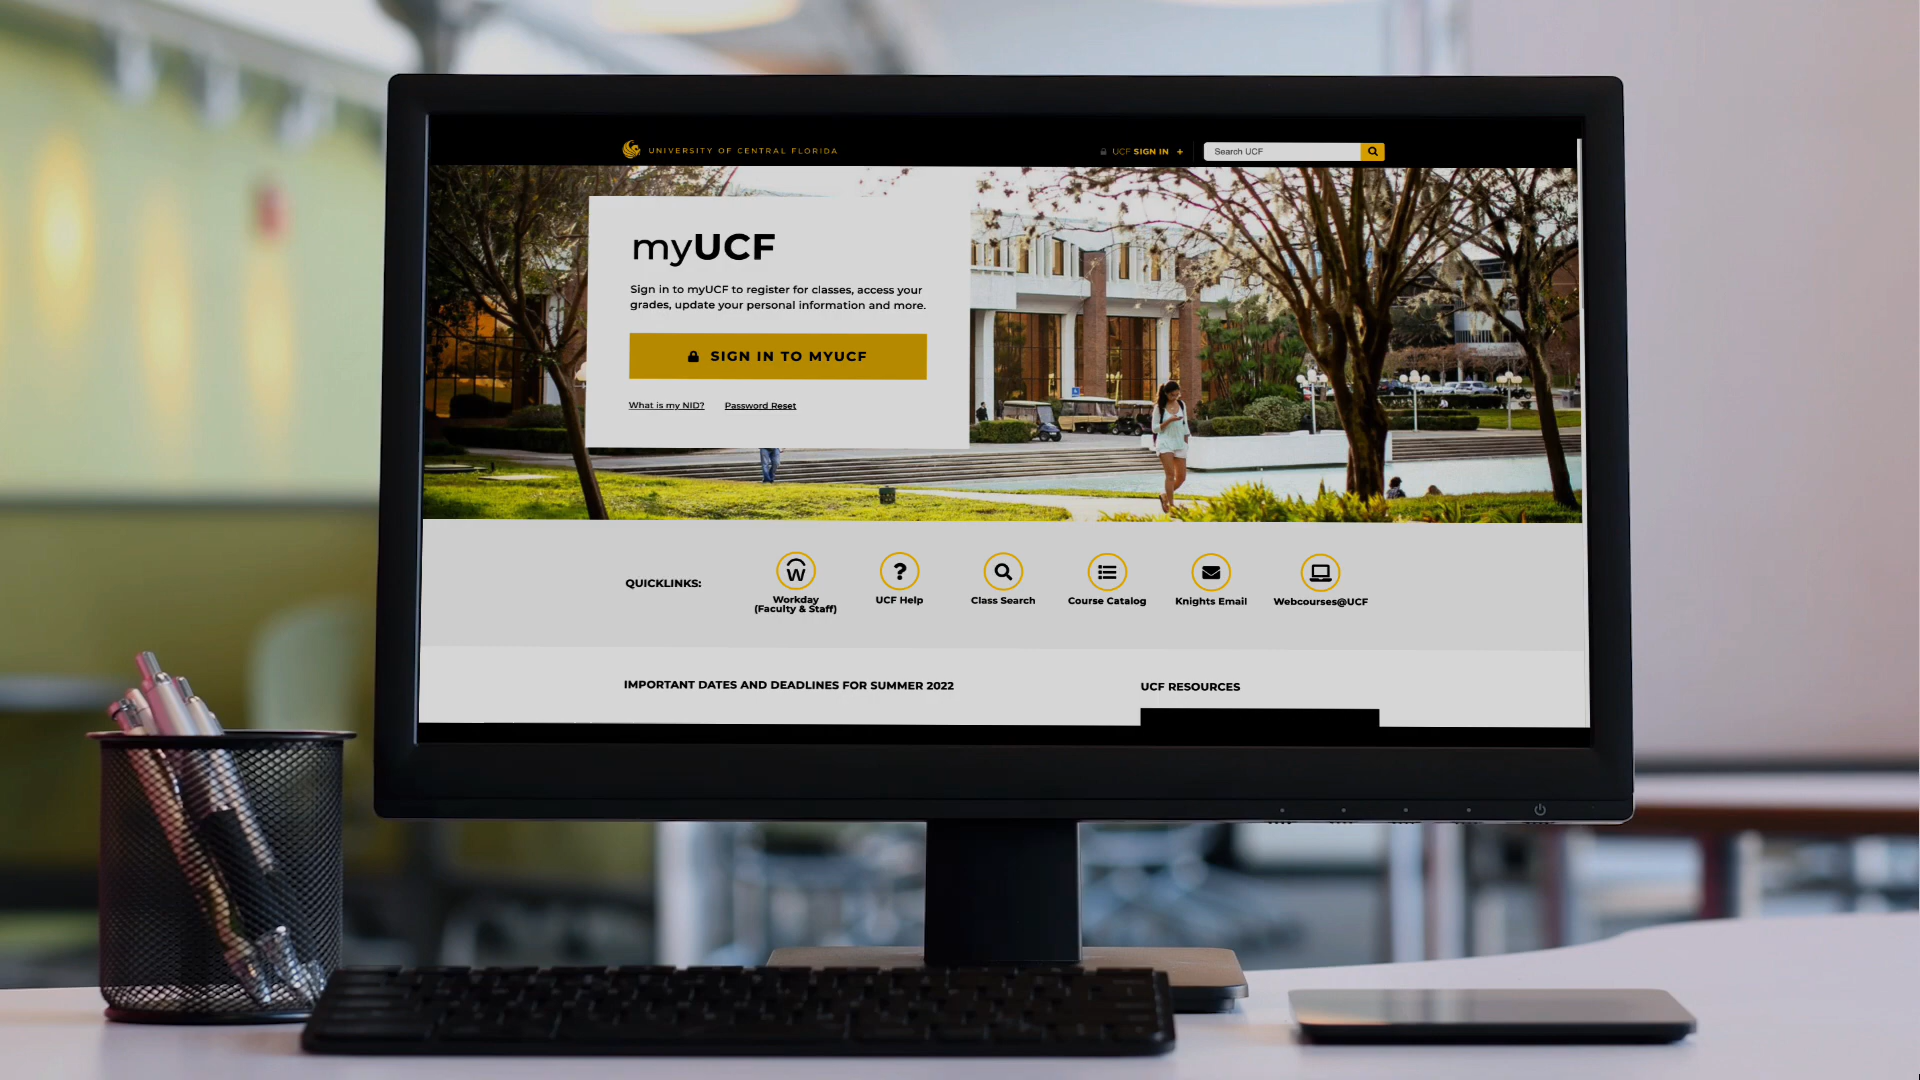 UNIVERSITY OF CENTRAL FLORIDA
UCF SIGN IN +
Search UCF
myUCF
Sign in to myUCF to register for classes, access your
grades, update your personal information and more.
SIGN IN TO MYUCF
What is my NID?
Password Reset
QUICKLINKS:
W
?
Workday
(Faculty & Staff)
UCF Help
Class Search
Course Catalog
Knights Email
Webcourses@UCF
IMPORTANT DATES AND DEADLINES FOR SUMMER 2022
UCF RESOURCES